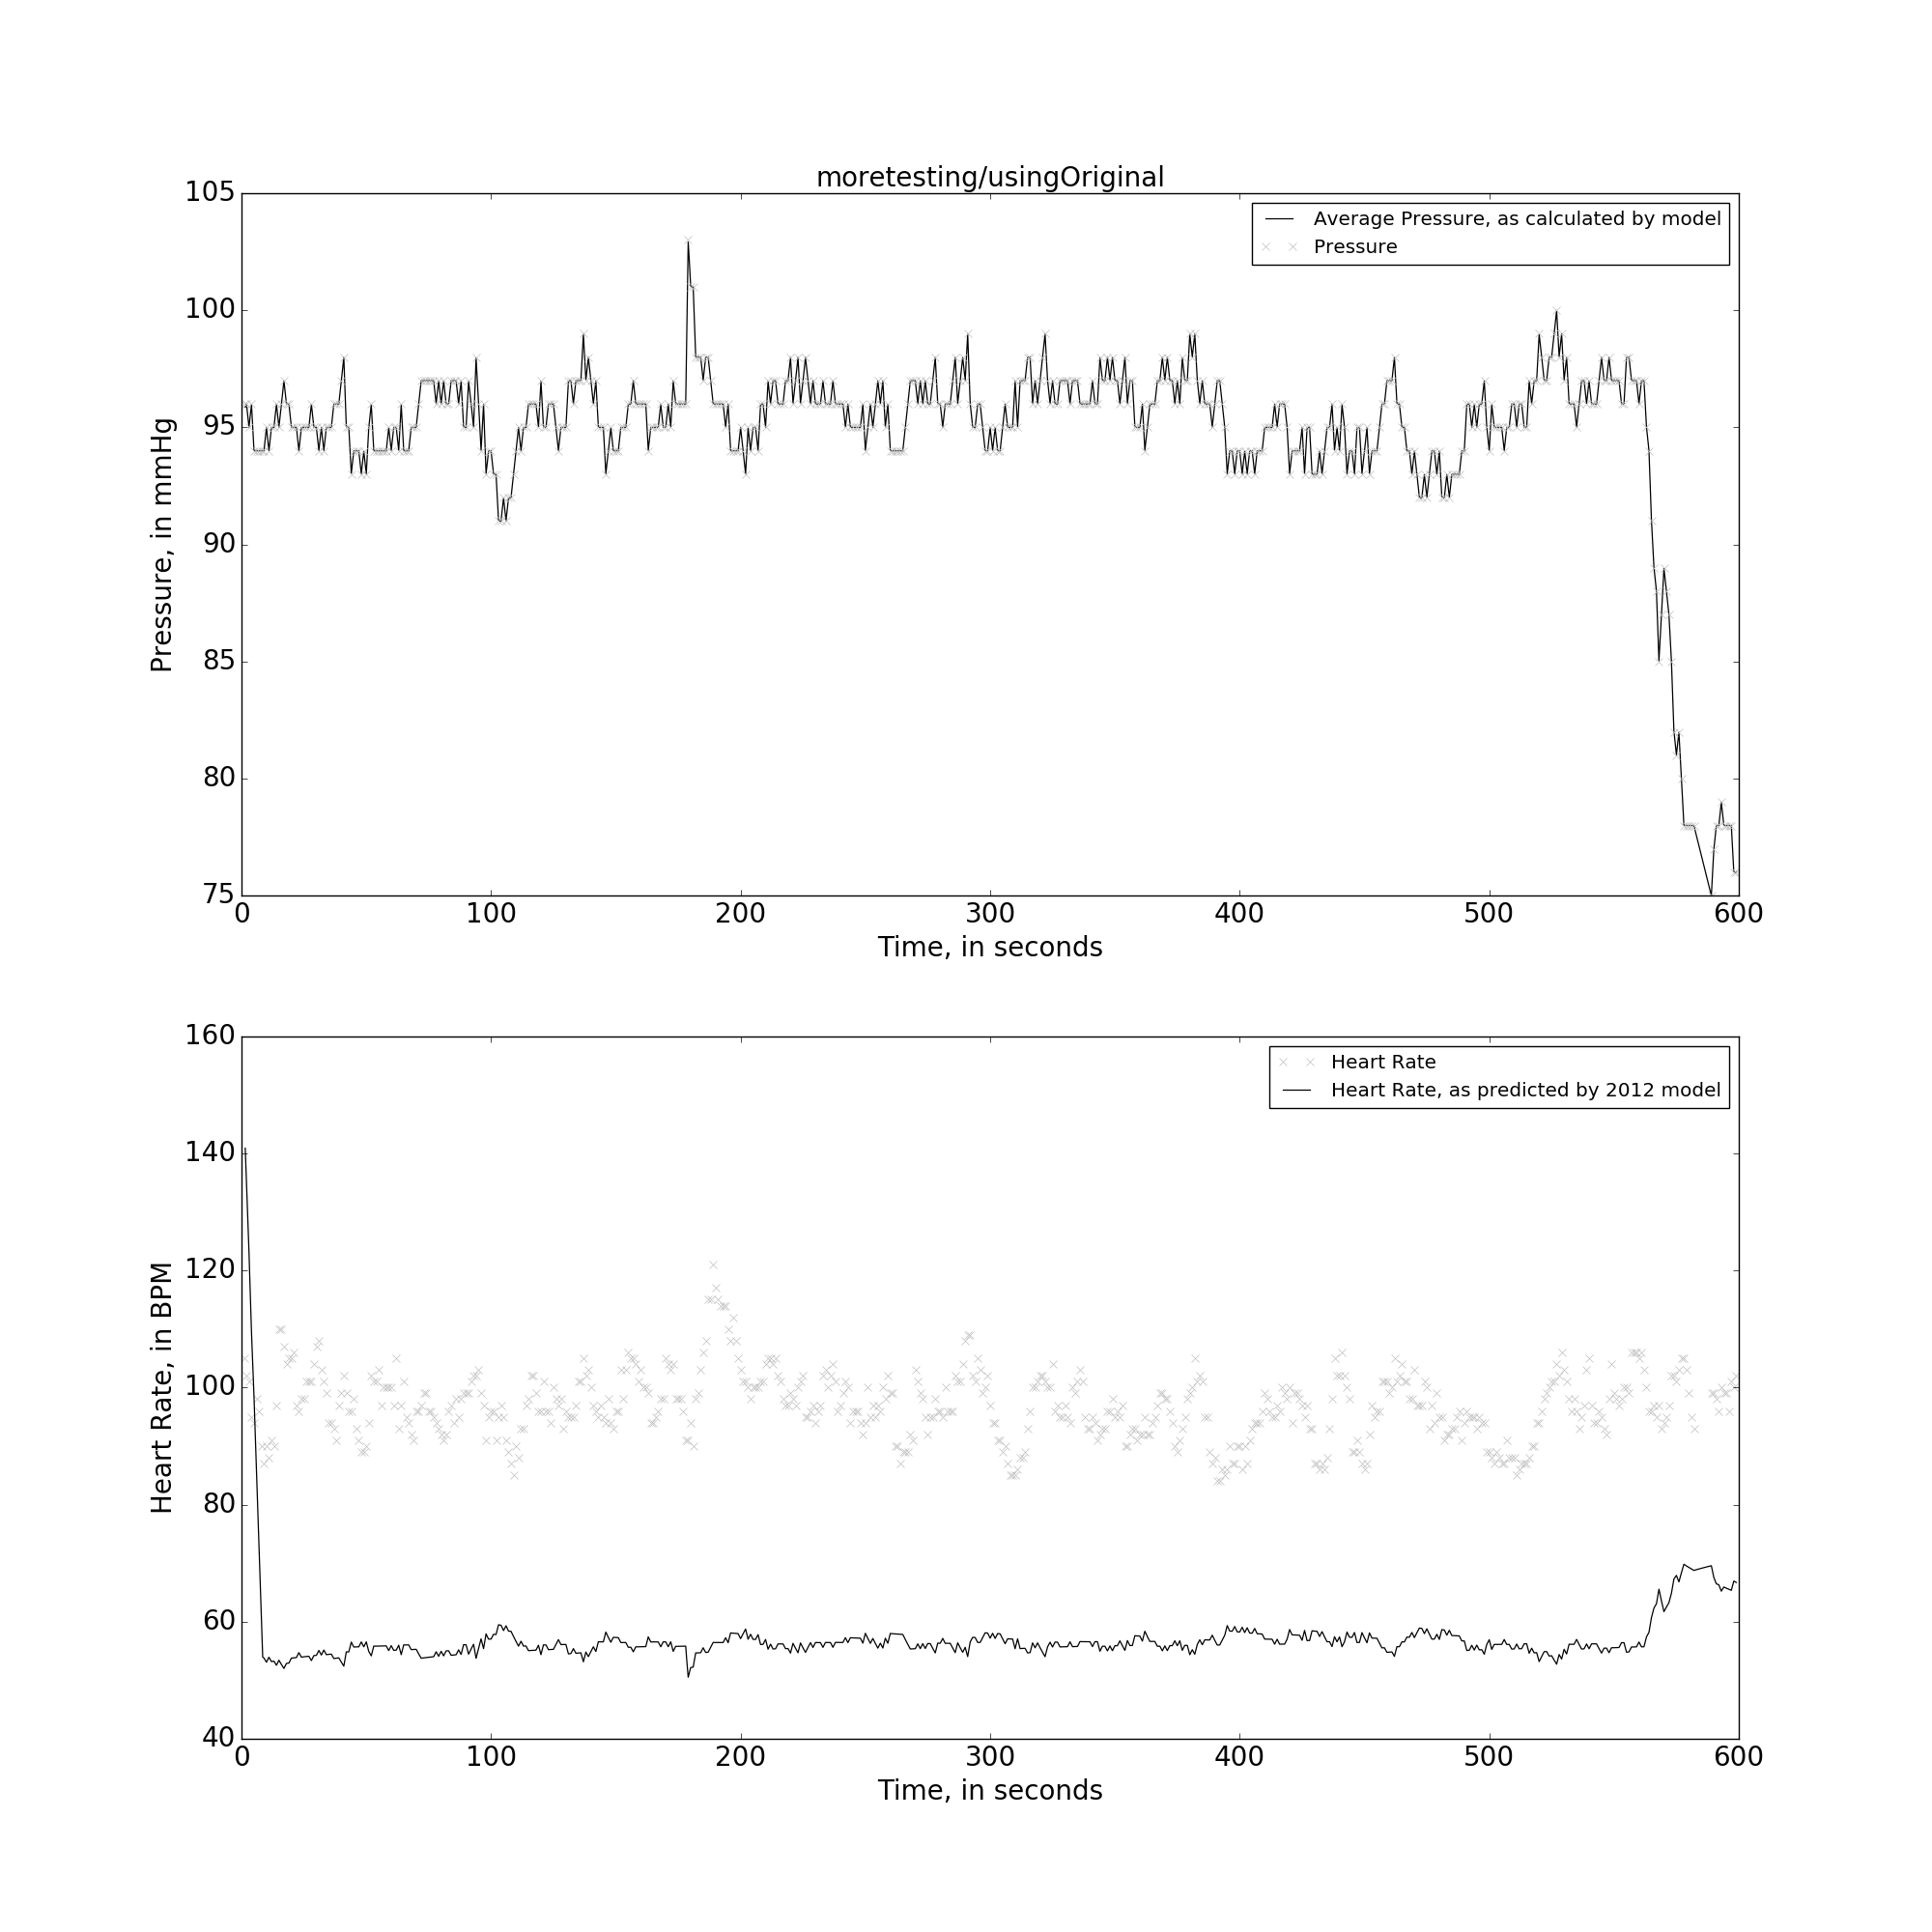 moretesting/usingOriginal
105
100
95
90
85
80
75
Pressure, in mmHg
Average Pressure, as calculated by model
Pressure
0 100 200 300 400 500 600
Time, in seconds
160
140
120
100
80
60
40
Heart Rate, in BPM
Heart Rate
Heart Rate, as predicted by 2012 model
0 100 200 300 400 500 600
Time, in seconds